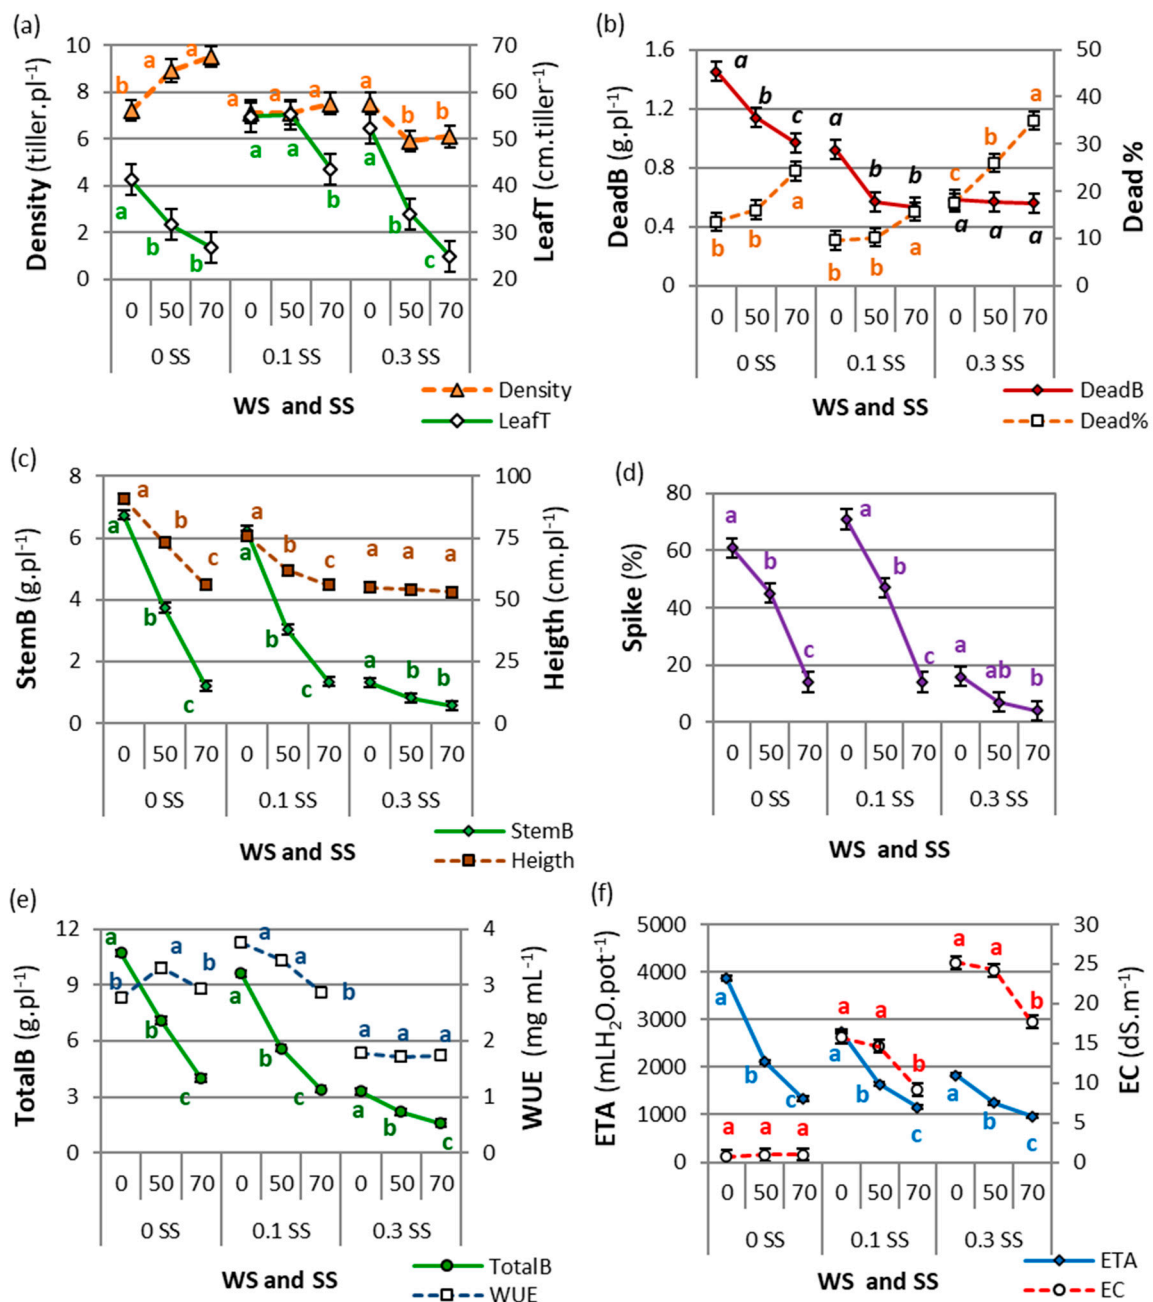 (a)
Density (tiller.pl-1)
10
8
6
4
2
0
b a a a a a a b b
a b b a a b a b c
70
60
50
40
30
20
LeafT (cm.tiller-1)
0 50 70 0 50 70 0 50 70
0 SS 0.1 SS 0.3 SS
WS and SS
Density
LeafT
(b)
DeadB (g.pl-1)
1.6
1.2
0.8
0.4
0
a b c a b b a a a
b b a b b a c b a
50
40
30
20
10
0
Dead %
0 50 70 0 50 70 0 50 70
0 SS 0.1 SS 0.3 SS
WS and SS
DeadB
Dead%
(c)
StemB (g.pl-1)
8
6
4
2
0
a b c a b c a a a
a b c a b c a b b
100
75
50
25
0
Heigth (cm.pl-1)
0 50 70 0 50 70 0 50 70
0 SS 0.1 SS 0.3 SS
WS and SS
StemB
Heigth
(d)
Spike (%)
80
60
40
20
0
a b c a b c a ab b
0 50 70 0 50 70 0 50 70
0 SS 0.1 SS 0.3 SS
WS and SS
(e)
TotalB (g.pl-1)
12
9
6
3
0
a b c a b c a b c
b a b a a b a a a
4
3
2
1
0
WUE (mg mL-1)
0 50 70 0 50 70 0 50 70
0 SS 0.1 SS 0.3 SS
WS and SS
TotalB
WUE
(f)
ETA (mLH2O.pot-1)
5000
4000
3000
2000
1000
0
a b c a b c a b c
a a a a a b a a b
30
25
20
15
10
5
0
EC (dS.m-1)
0 50 70 0 50 70 0 50 70
0 SS 0.1 SS 0.3 SS
WS and SS
ETA
EC